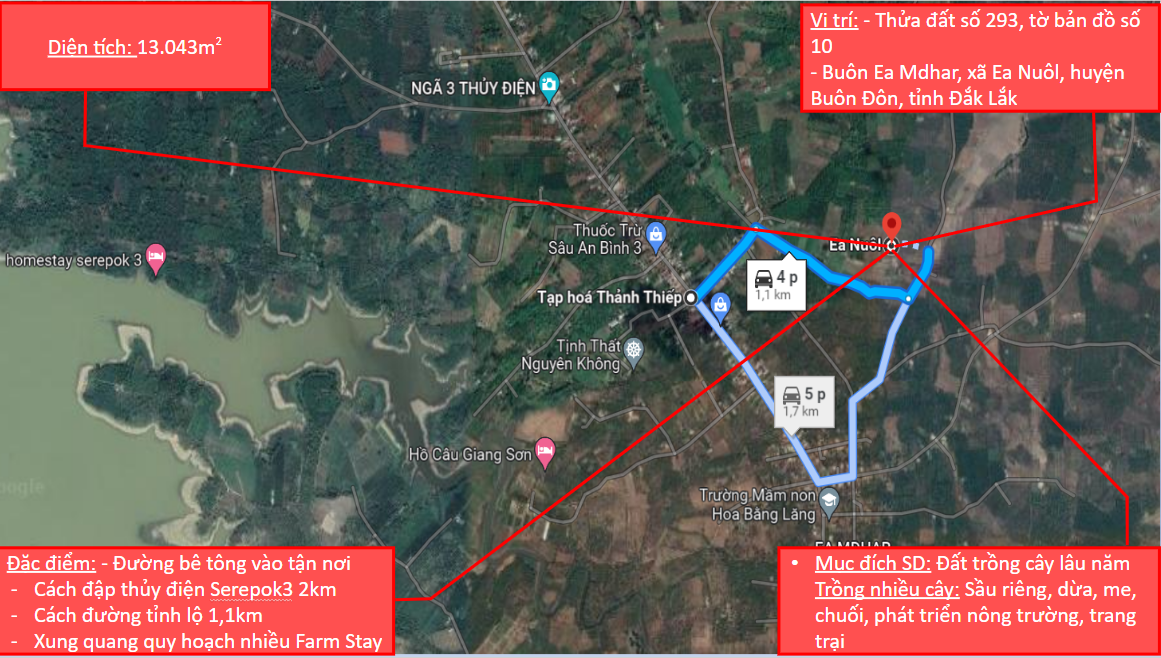 Diên tích: 13.043m²
Vi trí: - Thửa đất số 293, tờ bản đồ số
10
- Buôn Ea Mdhar, xã Ea Nuôl, huyện
Buôn Đôn, tỉnh Đắk Lắk
NGÃ 3 THỦY ĐIỆN
Thuốc Trừ
Sâu An Bình 3
Ea Nuôl
homestay serepok 3
4 p
1,1 km
Tạp hoá Thảnh Thiếp
Tịnh Thất
Nguyên Không
5 p
1,7 km
Hồ Câu Giang Sơn
oogle
Trường Mầm non
Hoa Bằng Lăng
EA MDHAR
Đăc điểm: - Đường bê tông vào tận nơi
- Cách đập thủy điện Serepok3 2km
- Cách đường tỉnh lộ 1,1km
- Xung quang quy hoạch nhiều Farm Stay
• Muc đích SD: Đất trồng cây lâu năm
Trồng nhiều cây: Sầu riêng, dừa, me,
chuối, phát triển nông trường, trang
trại